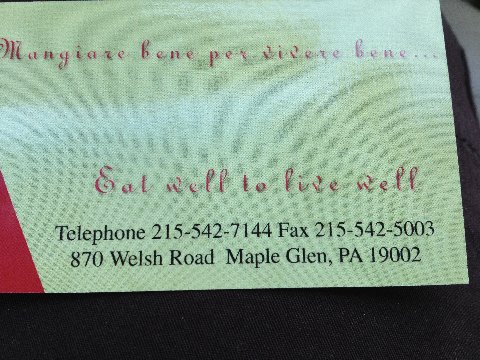 Mangiare bene per vivere bene...
Eat well to live well
Telephone 215-542-7144 Fax 215-542-5003
870 Welsh Road Maple Glen, PA 19002